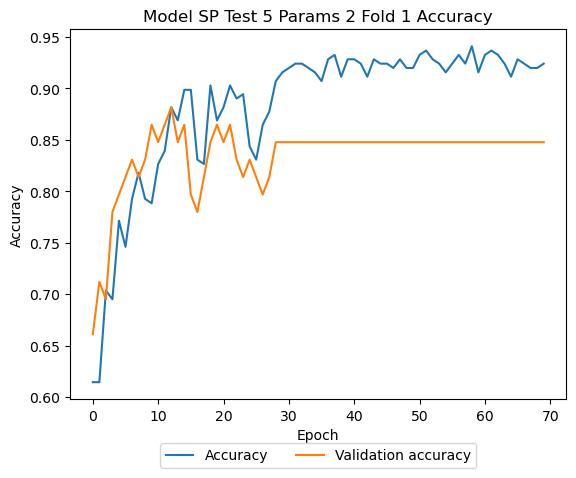 Model SP Test 5 Params 2 Fold 1 Accuracy
0.95
0.90
0.85
0.80
0.75
0.70
0.65
0.60
Accuracy
0 10 20 30 40 50 60 70
Epoch
Accuracy Validation accuracy